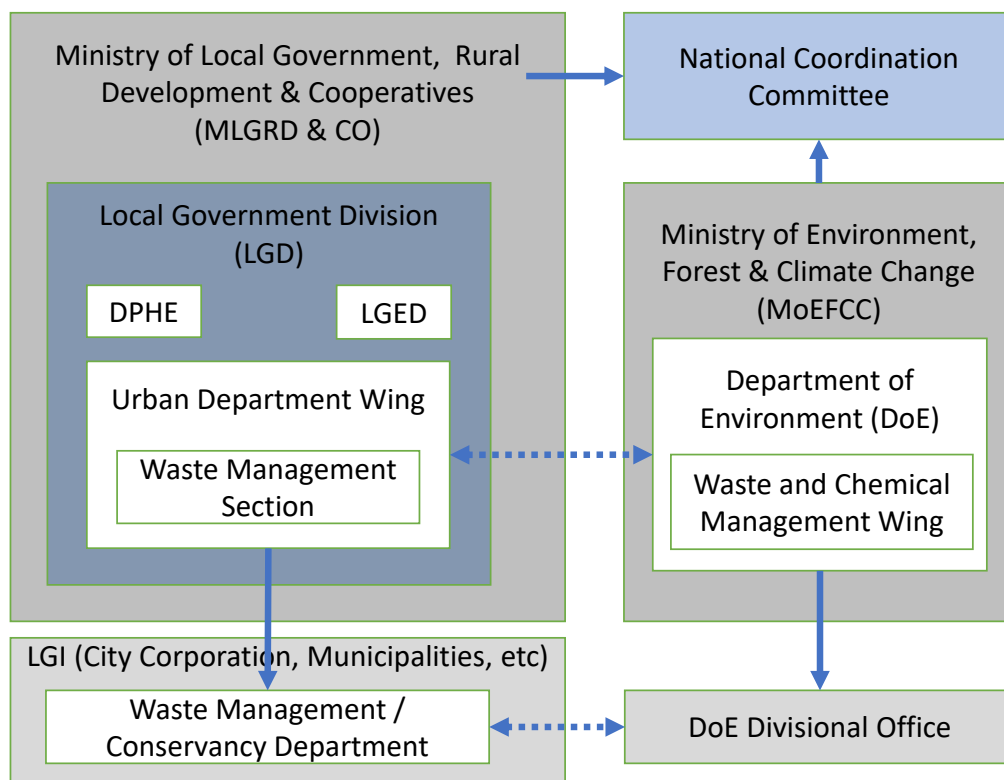 Ministry of Local Government, Rural
Development & Cooperatives
(MLGRD & CO)
National Coordination
Committee
Local Government Division
(LGD)
DPHE
LGED
Urban Department Wing
Waste Management
Section
Ministry of Environment,
Forest & Climate Change
(MoEFCC)
Department of
Environment (DoE)
Waste and Chemical
Management Wing
LGI (City Corporation, Municipalities, etc)
Waste Management /
Conservancy Department
DoE Divisional Office